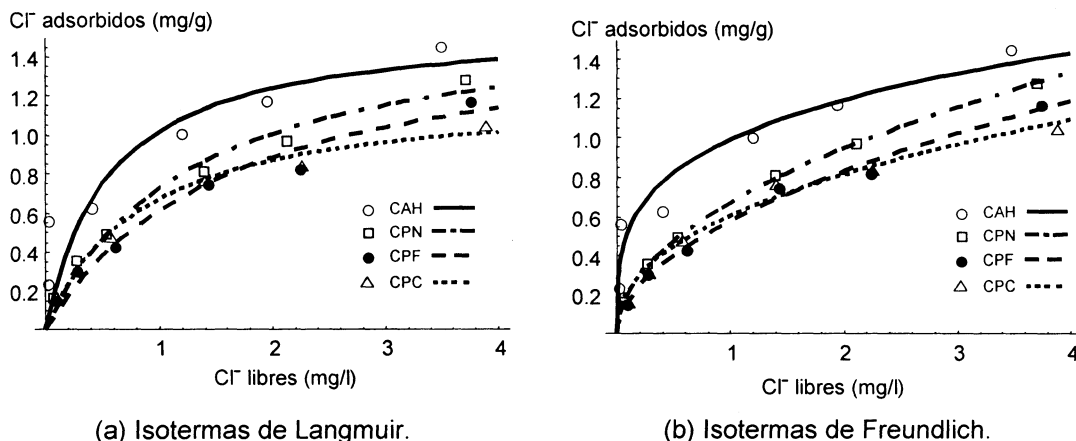 Cl⁻ adsorbidos (mg/g)
1.4
1.2
1.0
0.8
0.6
0.4
0.2
CAH
CPN
CPF
CPC
1 2 3 4
Cl⁻ libres (mg/l)
(a) Isotermas de Langmuir.
Cl⁻ adsorbidos (mg/g)
1.4
1.2
1.0
0.8
0.6
0.4
0.2
CAH
CPN
CPF
CPC
1 2 3 4
Cl⁻ libres (mg/l)
(b) Isotermas de Freundlich.